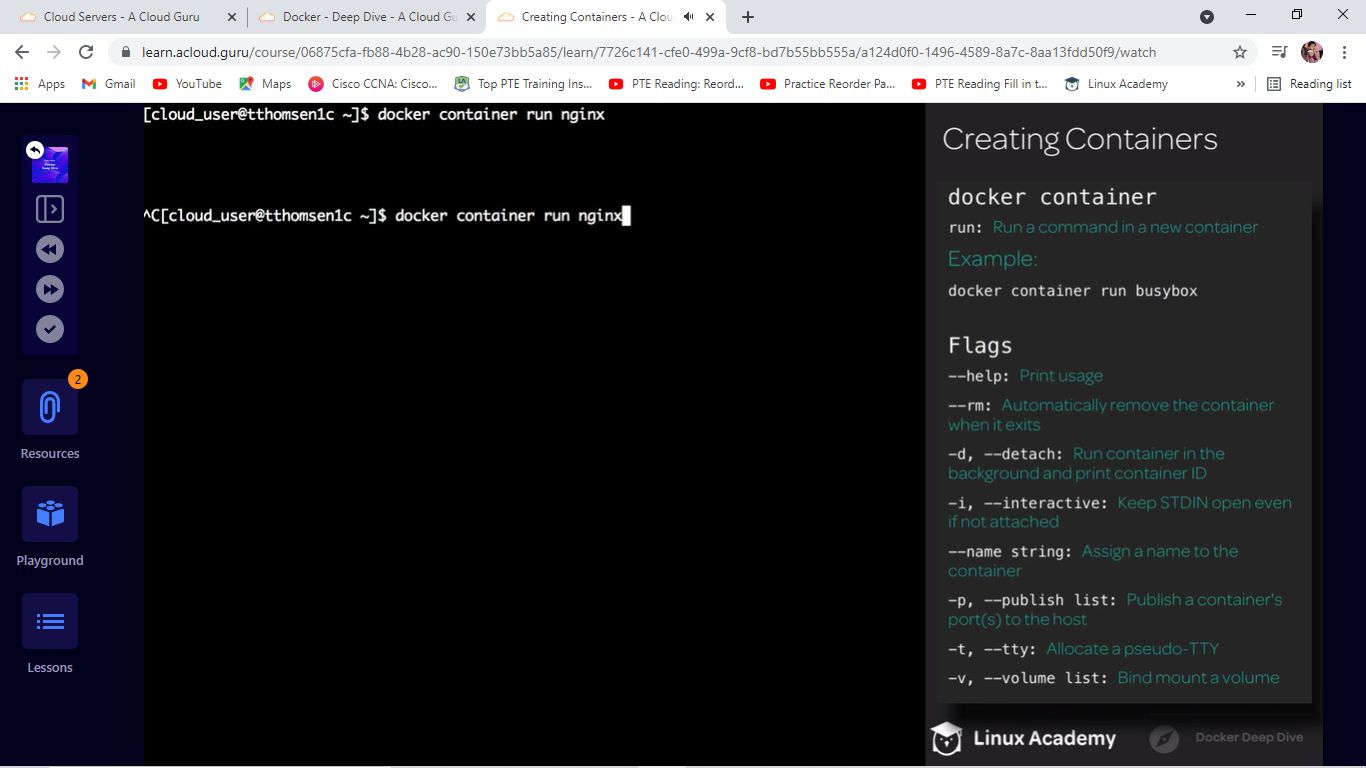 Cloud Servers - A Cloud Guru
Docker - Deep Dive - A Cloud Gu
Creating Containers - A Clou
learn.acloud.guru/course/06875cfa-fb88-4b28-ac90-150e73bb5a85/learn/7726c141-cfe0-499a-9cf8-bd7b55bb555a/a124d0f0-1496-4589-8a7c-8aa13fdd50f9/watch
Apps
Gmail
YouTube
Maps
Cisco CCNA: Cisco...
Top PTE Training Ins...
PTE Reading: Reord...
Practice Reorder Pa...
PTE Reading Fill in t...
Linux Academy
»
Reading list
Docker
Deep Dive
2
Resources
Playground
Lessons
[cloud_user@tthomsen1c ~]$ docker container run nginx
^C[cloud_user@tthomsen1c ~]$ docker container run nginx
Creating Containers
docker container
run: Run a command in a new container
Example:
docker container run busybox
Flags
--help: Print usage
--rm: Automatically remove the container
when it exits
-d, --detach: Run container in the
background and print container ID
-i, --interactive: Keep STDIN open even
if not attached
--name string: Assign a name to the
container
-p, --publish list: Publish a container's
port(s) to the host
-t, --tty: Allocate a pseudo-TTY
-v, --volume list: Bind mount a volume
Linux Academy
Docker Deep Dive